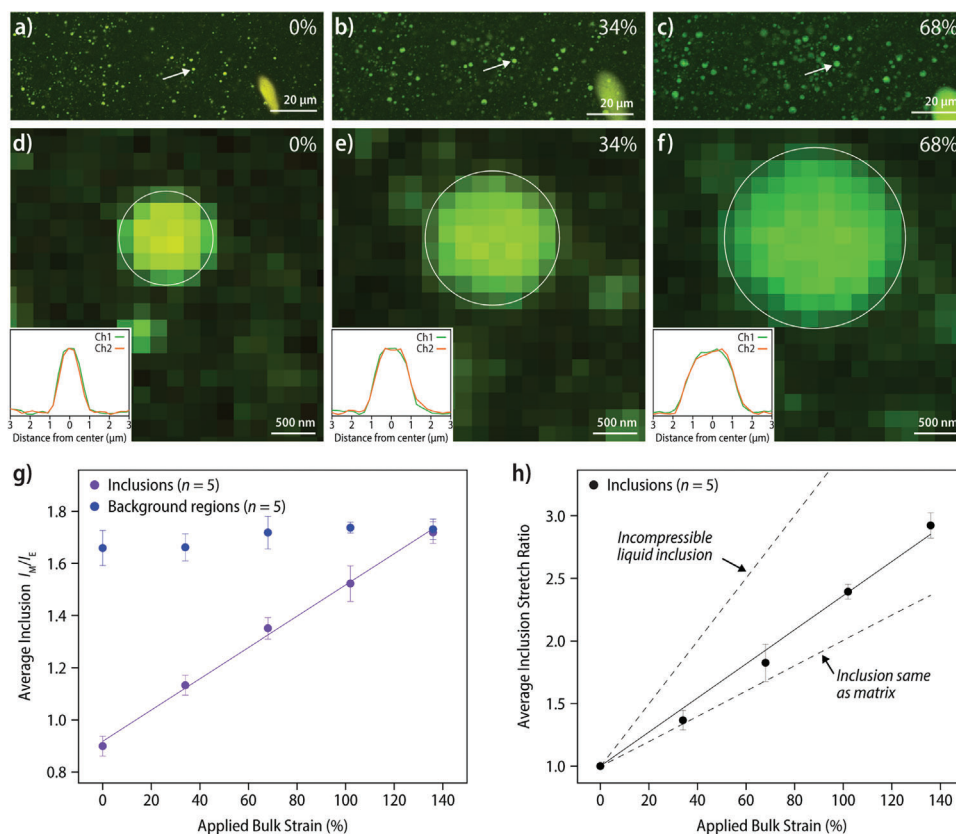 a) 0%
20 µm
b) 34%
20 µm
c) 68%
20 µm
d) 0%
Ch1
Ch2
3 2 1 0 1 2 3
Distance from center (µm)
500 nm
e) 34%
Ch1
Ch2
3 2 1 0 1 2 3
Distance from center (µm)
500 nm
f) 68%
Ch1
Ch2
3 2 1 0 1 2 3
Distance from center (µm)
500 nm
g)
Inclusions (n = 5)
Background regions (n = 5)
Average Inclusion I_M/I_E
1.8
1.6
1.4
1.2
1.0
0.8
0 20 40 60 80 100 120 140
Applied Bulk Strain (%)
h)
Inclusions (n = 5)
Incompressible
liquid inclusion
Inclusion same
as matrix
Average Inclusion Stretch Ratio
3.0
2.5
2.0
1.5
1.0
0 20 40 60 80 100 120 140
Applied Bulk Strain (%)